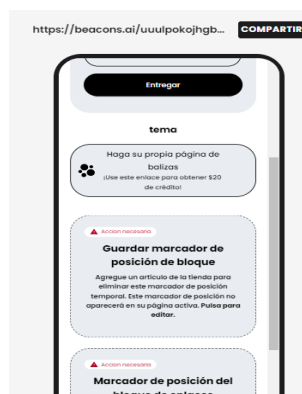 https://beacons.ai/uuulpokojhgb...
COMPARTIR
Entregar
tema
Haga su propia página de
balizas
¡Use este enlace para obtener $20
de crédito!
Acción necesaria
Guardar marcador de
posición de bloque
Agregue un artículo de la tienda para
eliminar este marcador de posición
temporal. Este marcador de posición no
aparecerá en su página activa. Pulsa para
editar.
Acción necesaria
Marcador de posición del
bloque de enlaces